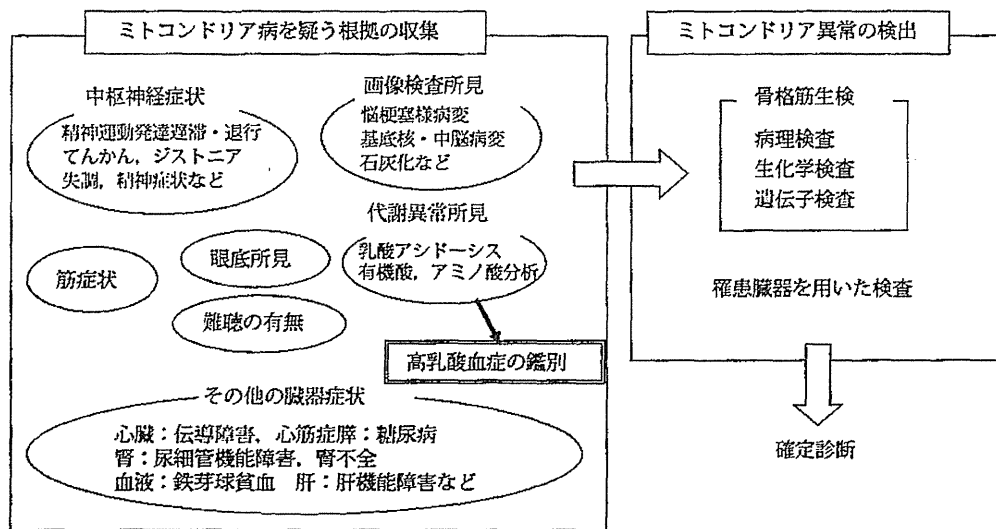 ミトコンドリア病を疑う根拠の収集
中枢神経症状
精神運動発達遅滞・退行
てんかん，ジストニア
失調，精神症状など
画像検査所見
脳梗塞様病変
基底核・中脳病変
石灰化など
代謝異常所見
乳酸アシドーシス
有機酸，アミノ酸分析
筋症状
眼底所見
難聴の有無
高乳酸血症の鑑別
その他の臓器症状
心臓：伝導障害，心筋症膵：糖尿病
腎：尿細管機能障害，腎不全
血液：鉄芽球貧血　肝：肝機能障害など
ミトコンドリア異常の検出
骨格筋生検
病理検査
生化学検査
遺伝子検査
罹患臓器を用いた検査
確定診断